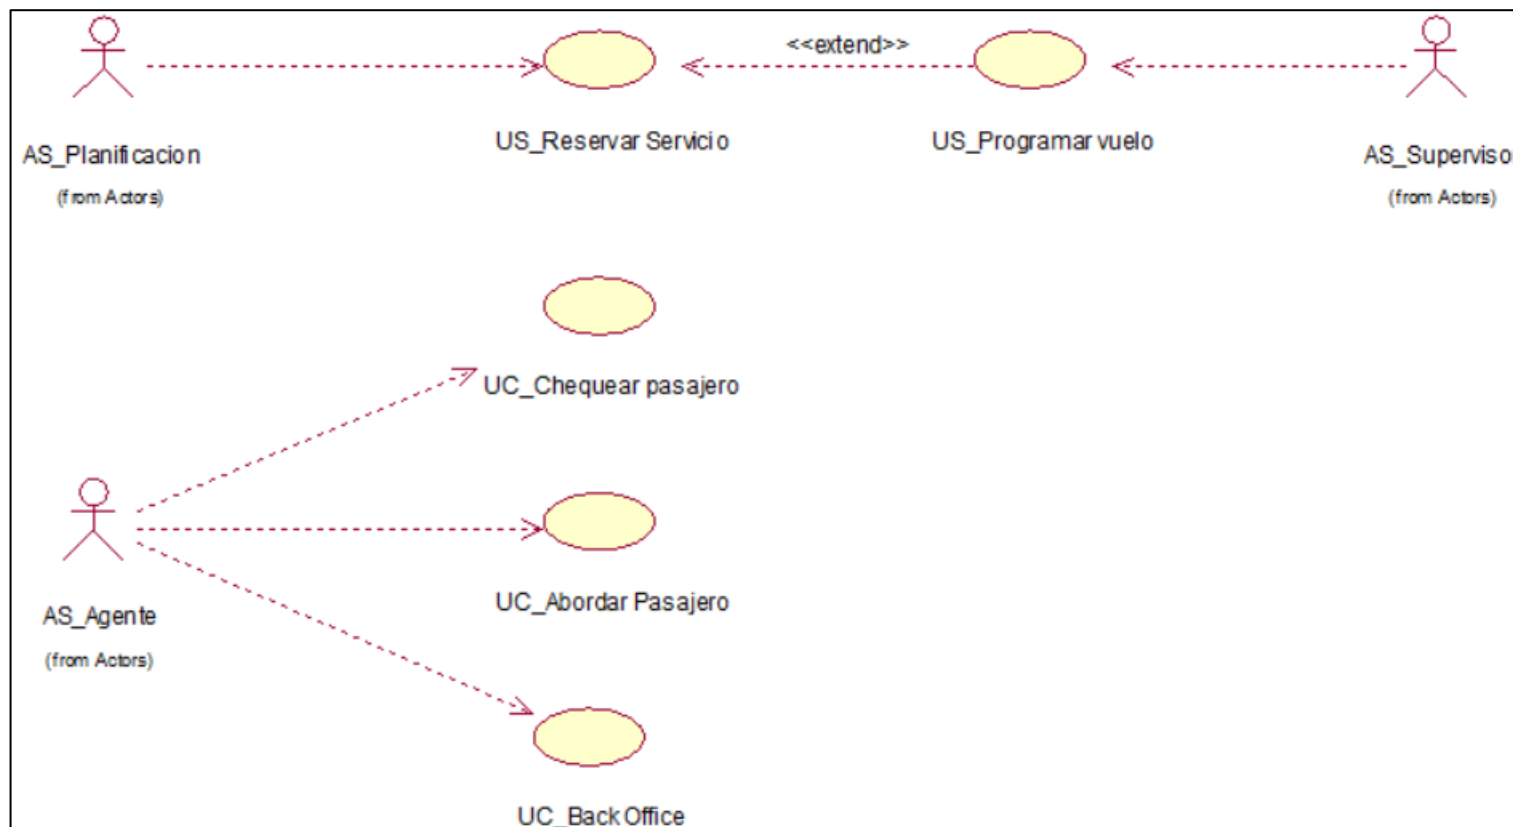 <<extend>>
US_Reservar Servicio
US_Programar vuelo
AS_Planificacion
(from Actors)
AS_Supervisor
(from Actors)
UC_Chequear pasajero
UC_Abordar Pasajero
AS_Agente
(from Actors)
UC_Back Office